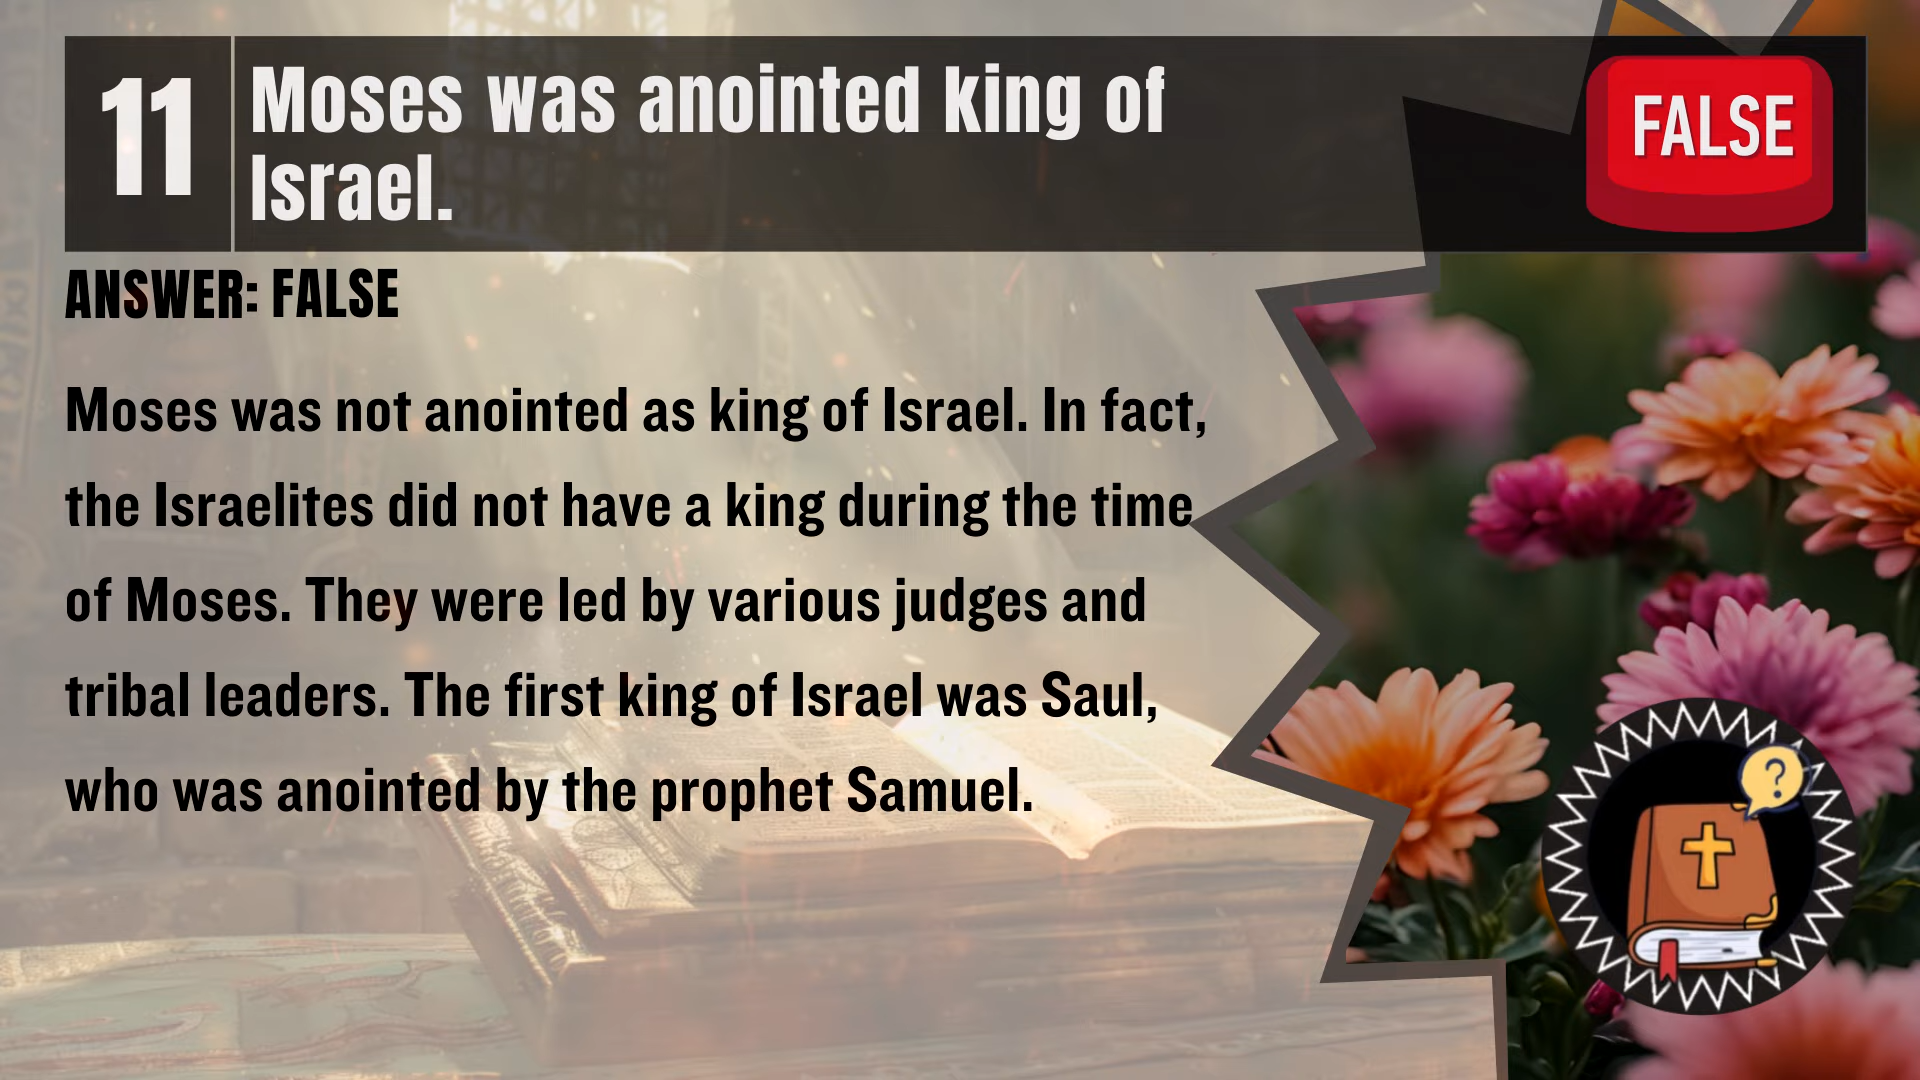 11
Moses was anointed king of
Israel.
FALSE
ANSWER: FALSE
Moses was not anointed as king of Israel. In fact,
the Israelites did not have a king during the time
of Moses. They were led by various judges and
tribal leaders. The first king of Israel was Saul,
who was anointed by the prophet Samuel.
?